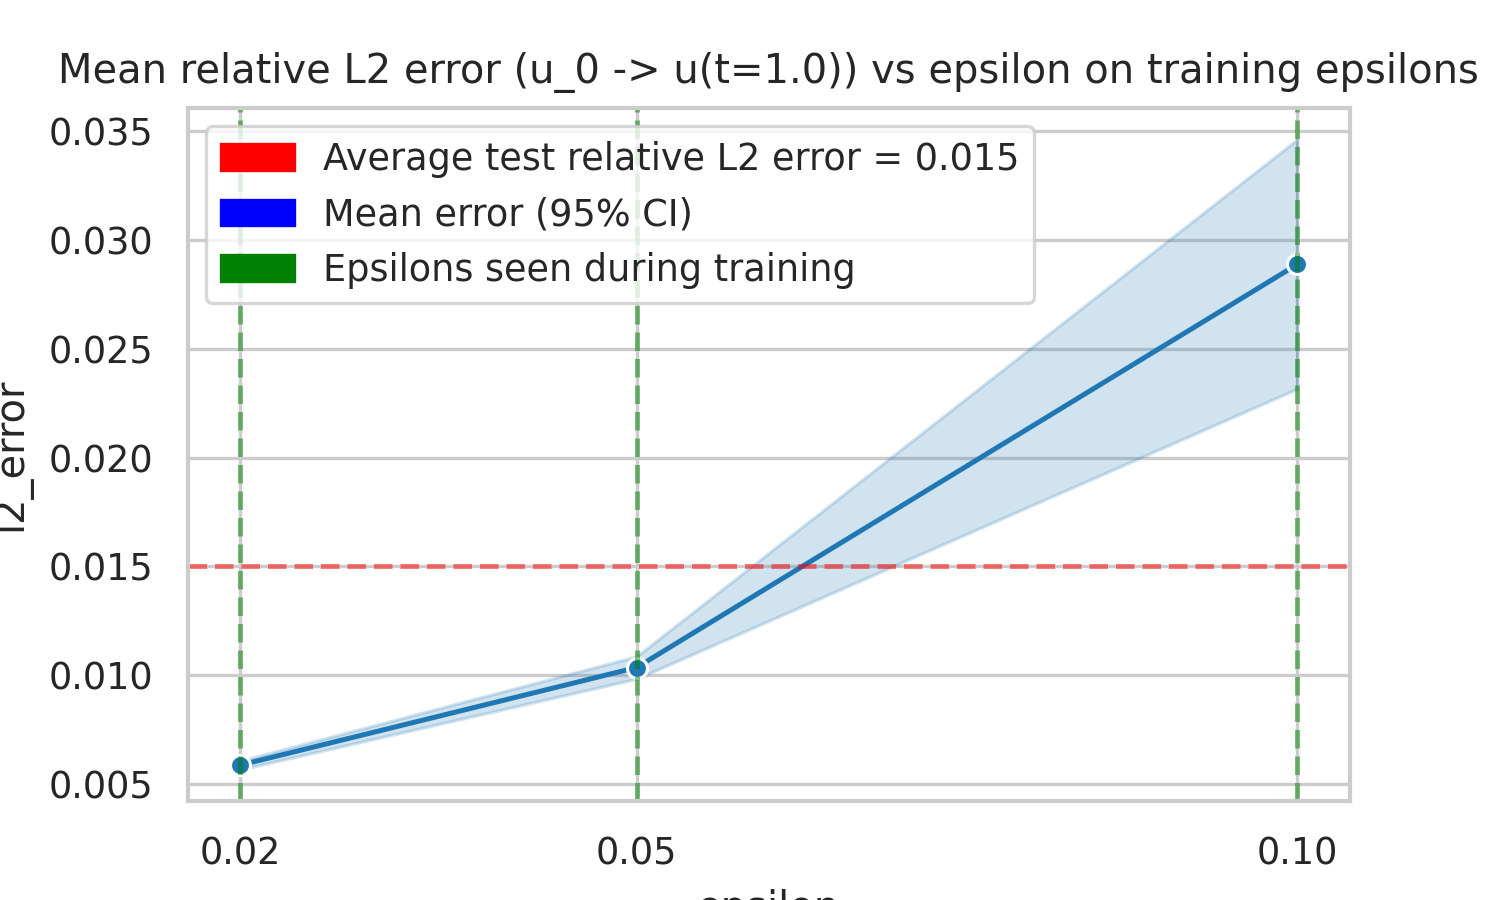 Mean relative L2 error (u_0 -> u(t=1.0)) vs epsilon on training epsilons
Average test relative L2 error = 0.015
Mean error (95% CI)
Epsilons seen during training
l2_error
0.035
0.030
0.025
0.020
0.015
0.010
0.005
0.02
0.05
0.10
epsilon